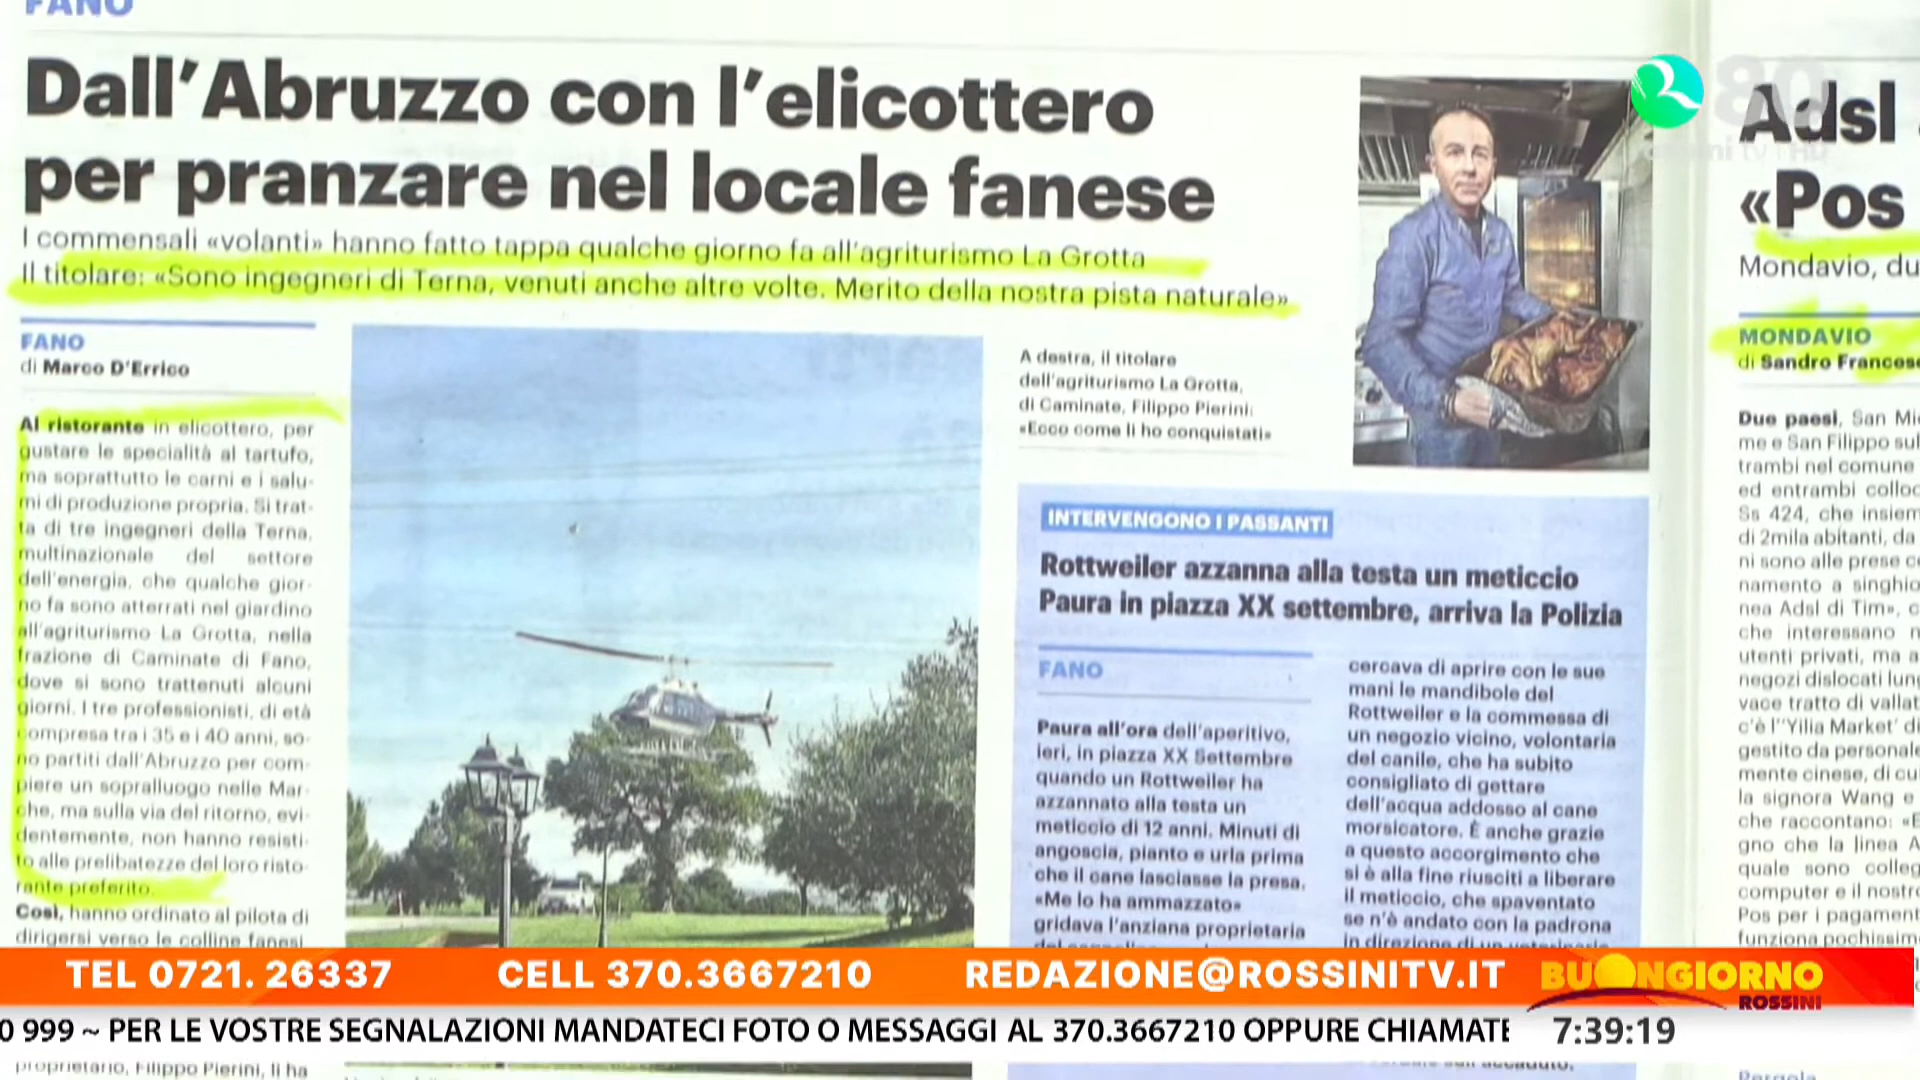 FANO
Dall'Abruzzo con l'elicottero
per pranzare nel locale fanese
I commensali «volanti» hanno fatto tappa qualche giorno fa all'agriturismo La Grotta
Il titolare: «Sono ingegneri di Terna, venuti anche altre volte. Merito della nostra pista naturale»
FANO
di Marco D'Errico
Al ristorante in elicottero, per
gustare le specialità al tartufo,
ma soprattutto le carni e i salu-
mi di produzione propria. Si trat-
ta di tre ingegneri della Terna,
multinazionale del settore
dell'energia, che qualche gior-
no fa sono atterrati nel giardino
all'agriturismo La Grotta, nella
frazione di Caminate di Fano,
dove si sono trattenuti alcuni
giorni. I tre professionisti, di età
compresa tra i 35 e i 40 anni, so-
no partiti dall'Abruzzo per com-
piere un sopralluogo nelle Mar-
che, ma sulla via del ritorno, evi-
dentemente, non hanno resisti-
to alle prelibatezze del loro risto-
rante preferito.
Così, hanno ordinato al pilota di
dirigersi verso le colline fanesi
proprietario, Filippo Pierini, li ha
A destra, il titolare
dell'agriturismo La Grotta,
di Caminate, Filippo Pierini:
«Ecco come li ho conquistati»
INTERVENGONO I PASSANTI
Rottweiler azzanna alla testa un meticcio
Paura in piazza XX settembre, arriva la Polizia
FANO
Paura all'ora dell'aperitivo,
ieri, in piazza XX Settembre
quando un Rottweiler ha
azzannato alla testa un
meticcio di 12 anni. Minuti di
angoscia, pianto e urla prima
che il cane lasciasse la presa.
«Me lo ha ammazzato»
gridava l'anziana proprietaria
cercava di aprire con le sue
mani le mandibole del
Rottweiler e la commessa di
un negozio vicino, volontaria
del canile, che ha subito
consigliato di gettare
dell'acqua addosso al cane
morsicatore. È anche grazie
a questo accorgimento che
si è alla fine riusciti a liberare
il meticcio, che spaventato
se n'è andato con la padrona
in direzione di un veterinario
Adsl
«Pos
Mondavio, du
MONDAVIO
di Sandro Frances
Due paesi, San Mi
me e San Filippo sul
trambi nel comune
ed entrambi colloc
Ss 424, che insiem
di 2mila abitanti, da
ni sono alle prese c
namento a singhio
nea Adsl di Tim», c
che interessano n
utenti privati, ma a
negozi dislocati lung
vace tratto di vallat
c'è l'"Yilia Market' di
gestito da personale
mente cinese, di cui
la signora Wang e
che raccontano: «E
gno che la linea A
quale sono colleg
computer e il nostro
Pos per i pagament
funziona pochissim
Pergola
80
rossini tv HD
TEL 0721. 26337 CELL 370.3667210 REDAZIONE@ROSSINITV.IT
BUONGIORNO
ROSSINI
0 999 ~ PER LE VOSTRE SEGNALAZIONI MANDATECI FOTO O MESSAGGI AL 370.3667210 OPPURE CHIAMATE
7:39:19